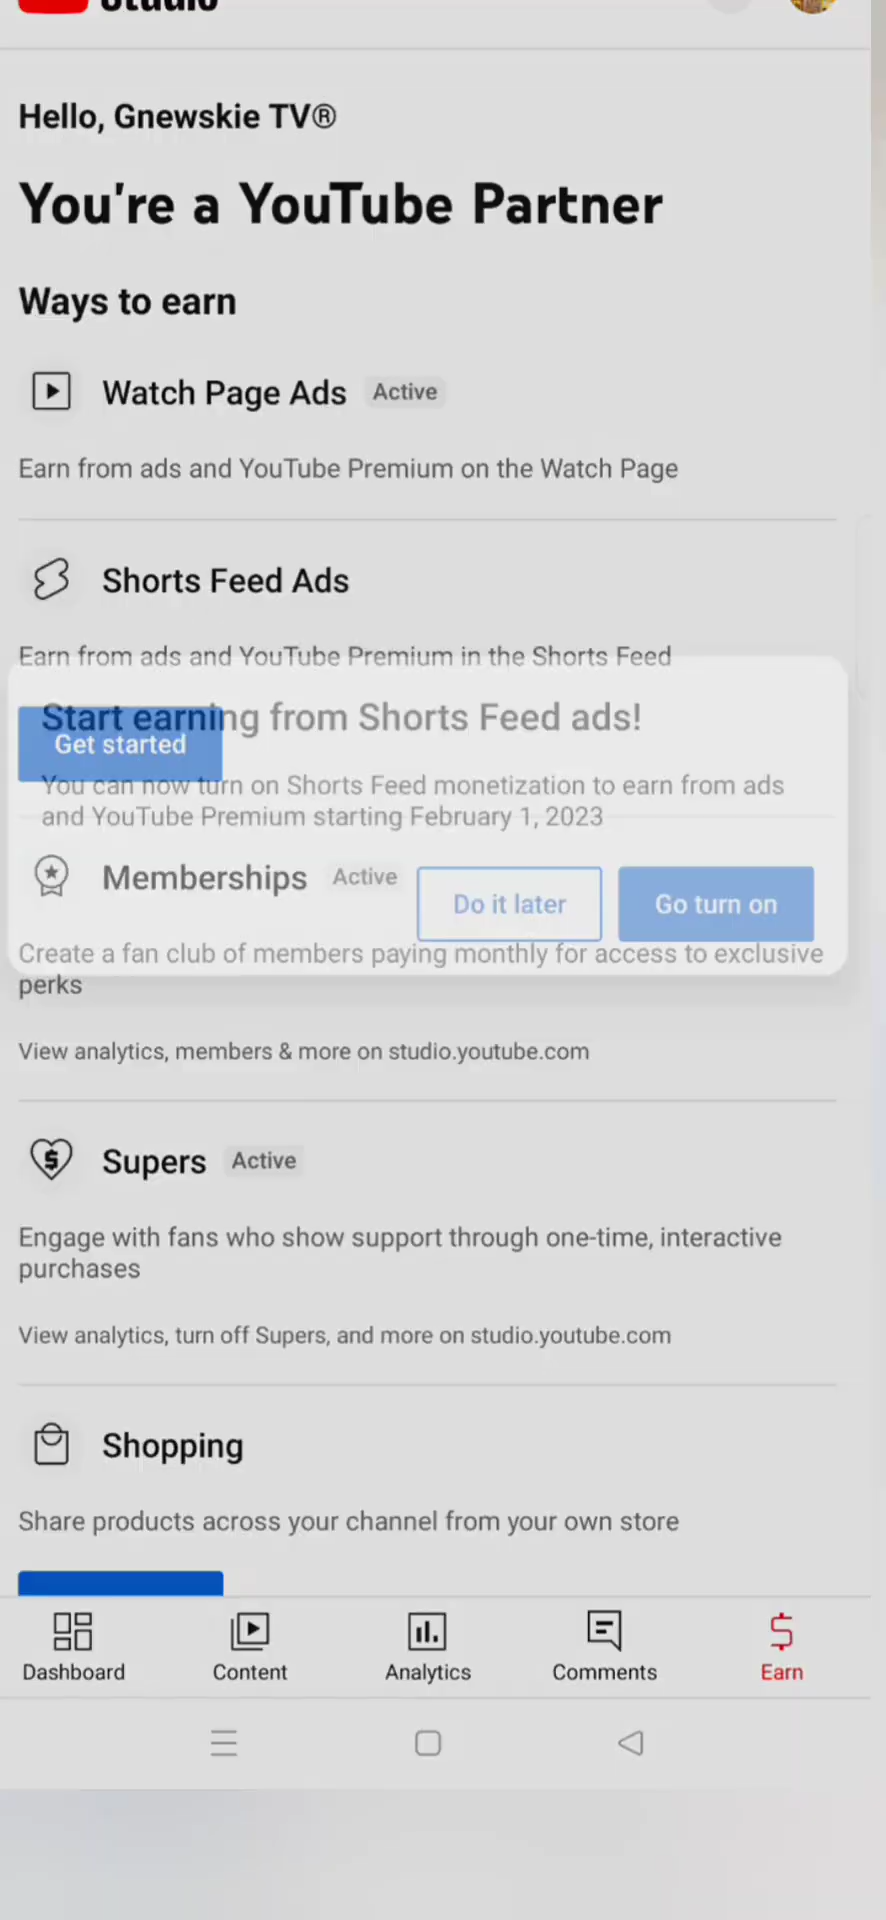 Studio
Hello, Gnewskie TV®
You're a YouTube Partner
Ways to earn
Watch Page Ads Active
Earn from ads and YouTube Premium on the Watch Page
Shorts Feed Ads
Earn from ads and YouTube Premium in the Shorts Feed
Start earning from Shorts Feed ads!
Get started
You can now turn on Shorts Feed monetization to earn from ads
and YouTube Premium starting February 1, 2023
Memberships Active
Do it later Go turn on
Create a fan club of members paying monthly for access to exclusive
perks
View analytics, members & more on studio.youtube.com
Supers Active
Engage with fans who show support through one-time, interactive
purchases
View analytics, turn off Supers, and more on studio.youtube.com
Shopping
Share products across your channel from your own store
Dashboard Content Analytics Comments Earn